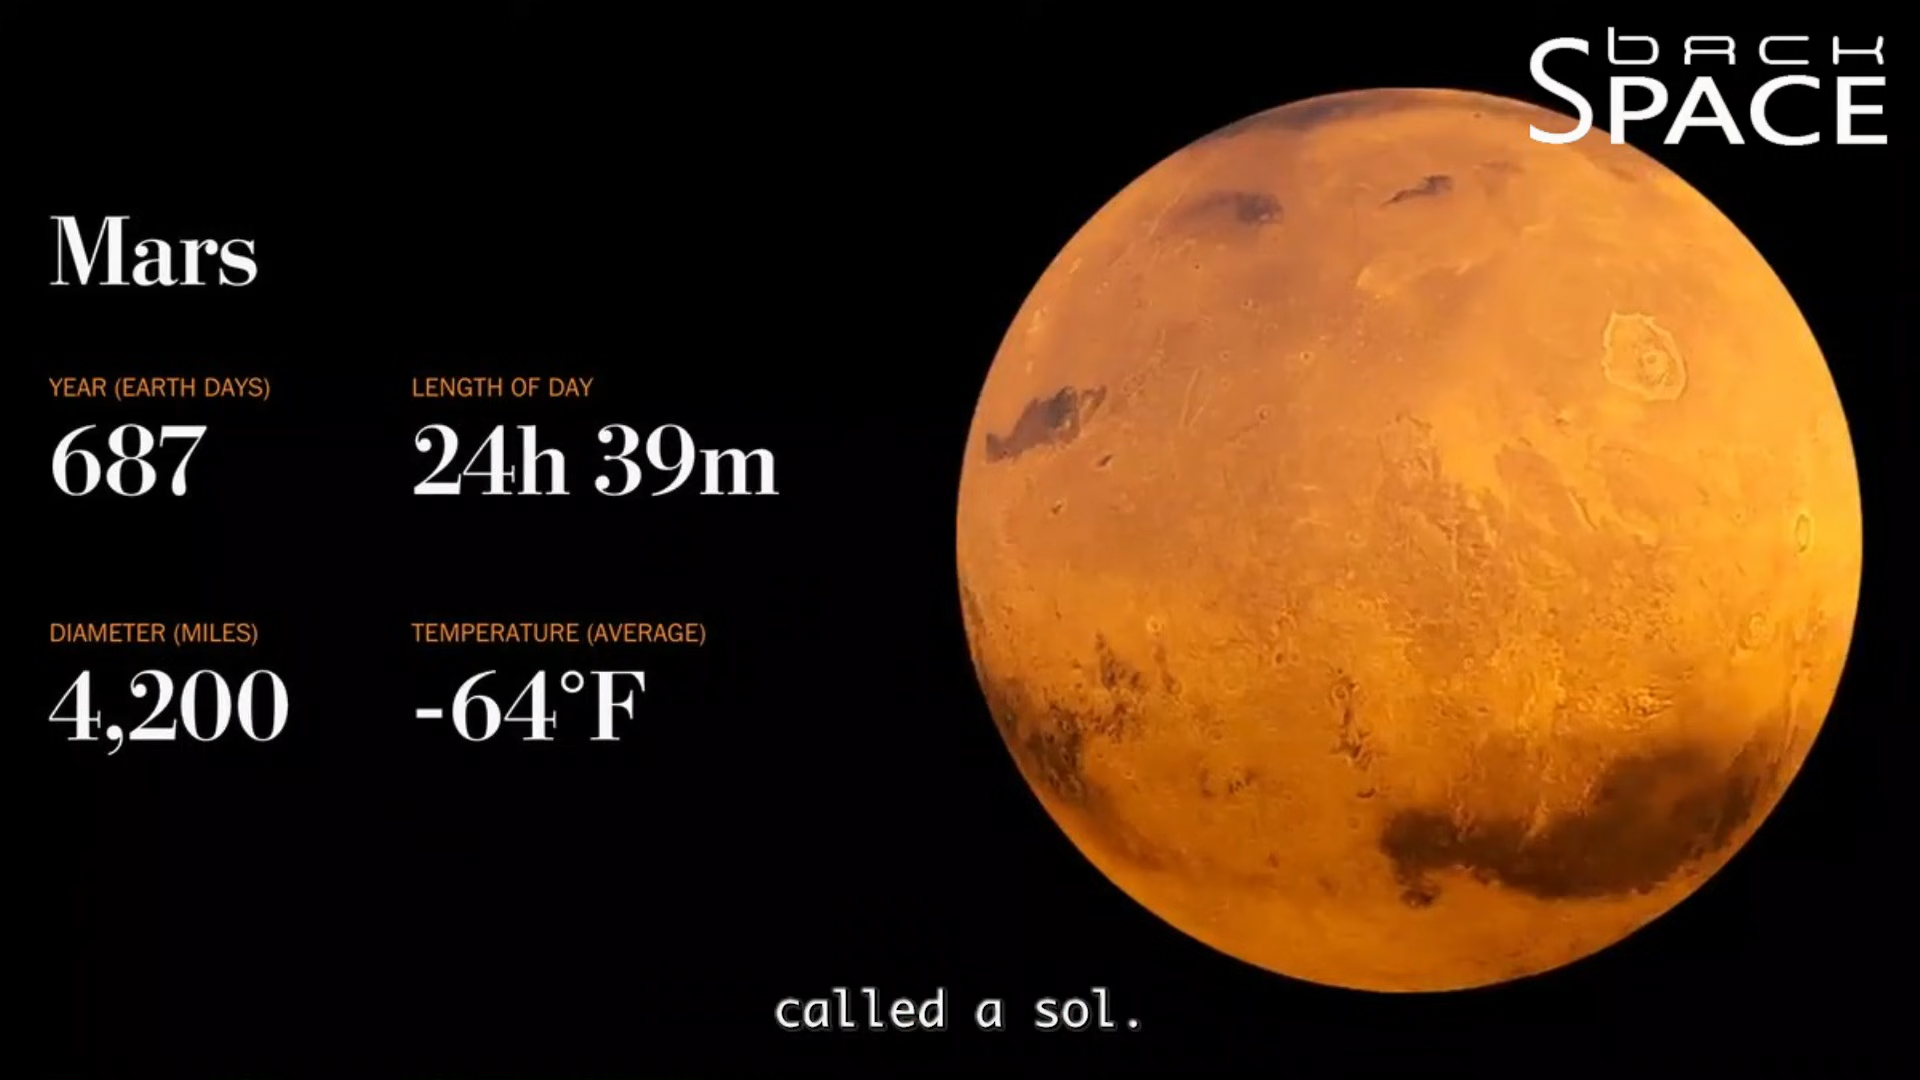 back
SPACE
Mars
YEAR (EARTH DAYS)
687
LENGTH OF DAY
24h 39m
DIAMETER (MILES)
4,200
TEMPERATURE (AVERAGE)
-64°F
called a sol.